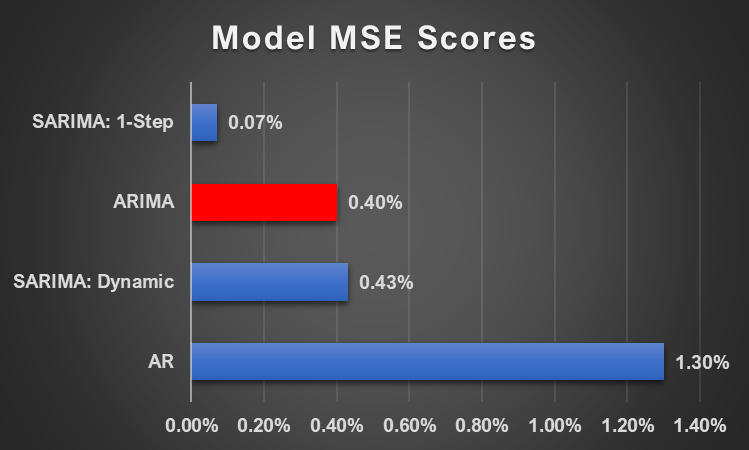 Model MSE Scores
SARIMA: 1-Step 0.07%
ARIMA 0.40%
SARIMA: Dynamic 0.43%
AR 1.30%
0.00% 0.20% 0.40% 0.60% 0.80% 1.00% 1.20% 1.40%